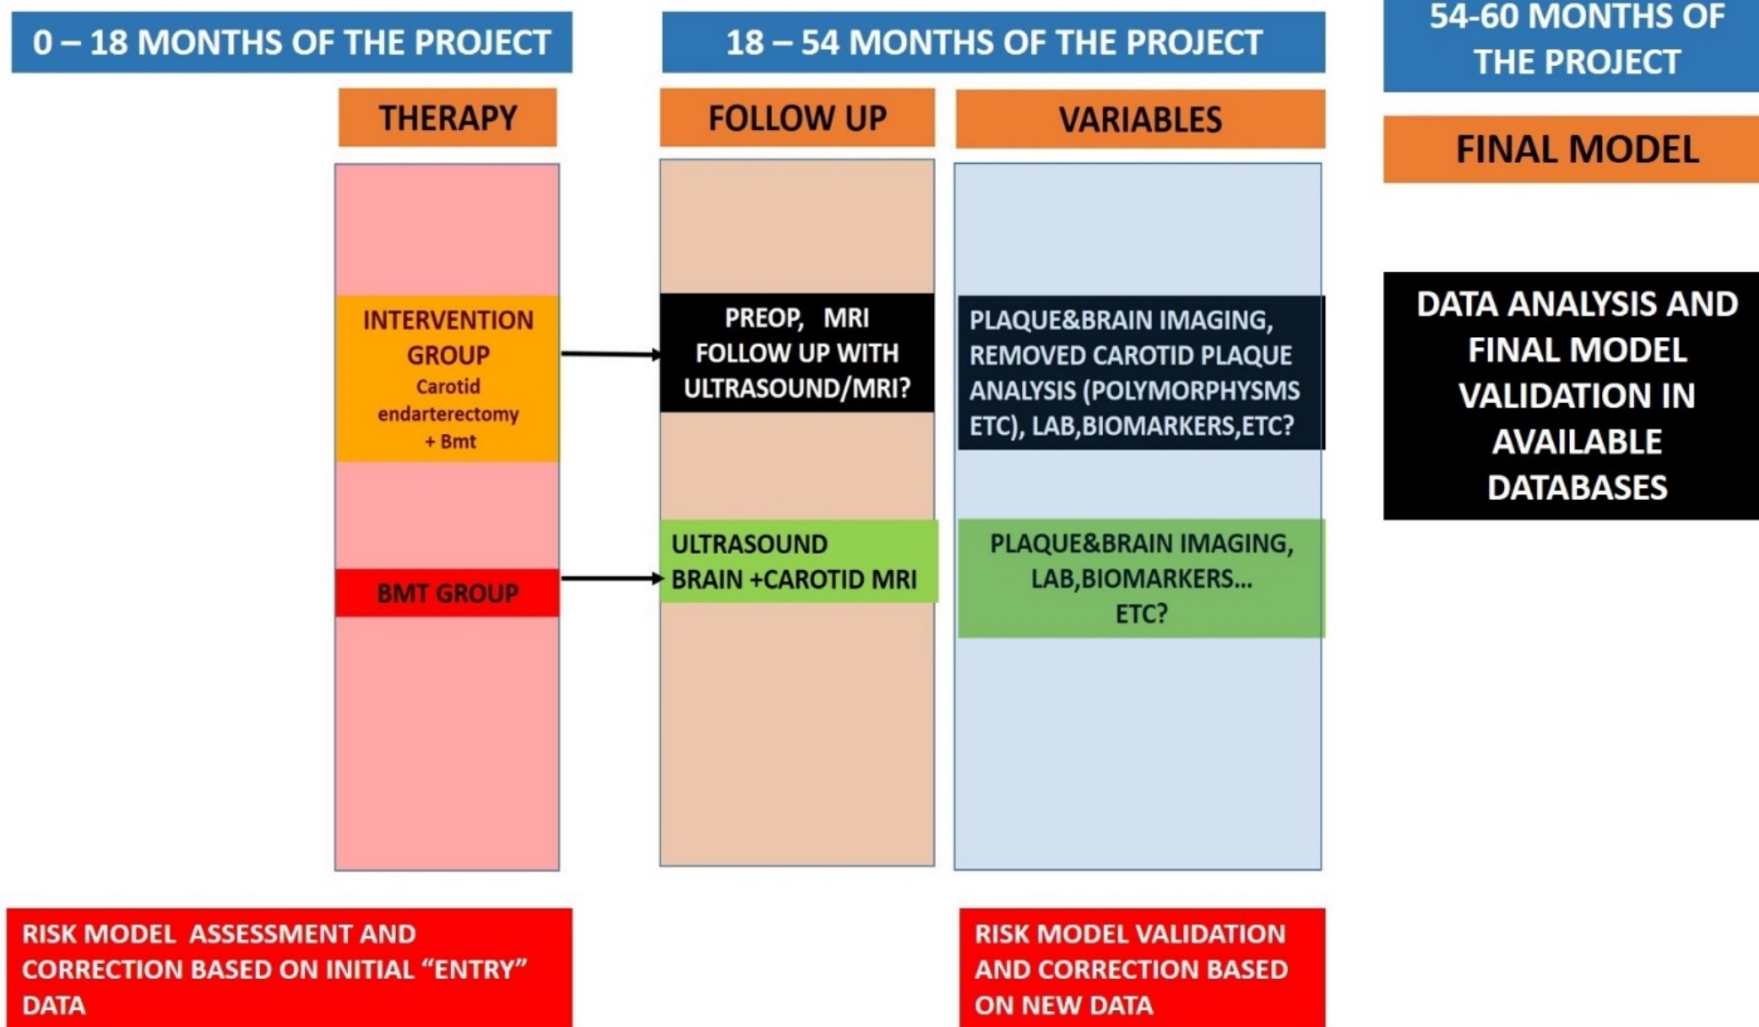 0 – 18 MONTHS OF THE PROJECT
18 – 54 MONTHS OF THE PROJECT
54-60 MONTHS OF
THE PROJECT
THERAPY
FOLLOW UP
VARIABLES
FINAL MODEL
INTERVENTION
GROUP
Carotid
endarterectomy
+ Bmt
PREOP, MRI
FOLLOW UP WITH
ULTRASOUND/MRI?
PLAQUE&BRAIN IMAGING,
REMOVED CAROTID PLAQUE
ANALYSIS (POLYMORPHYSMS
ETC), LAB,BIOMARKERS,ETC?
DATA ANALYSIS AND
FINAL MODEL
VALIDATION IN
AVAILABLE
DATABASES
BMT GROUP
ULTRASOUND
BRAIN +CAROTID MRI
PLAQUE&BRAIN IMAGING,
LAB,BIOMARKERS...
ETC?
RISK MODEL ASSESSMENT AND
CORRECTION BASED ON INITIAL “ENTRY”
DATA
RISK MODEL VALIDATION
AND CORRECTION BASED
ON NEW DATA